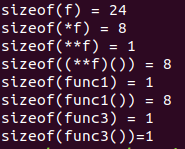 sizeof(f) = 24
sizeof(*f) = 8
sizeof(**f) = 1
sizeof((**f)()) = 8
sizeof(func1) = 1
sizeof(func1()) = 8
sizeof(func3) = 1
sizeof(func3())=1